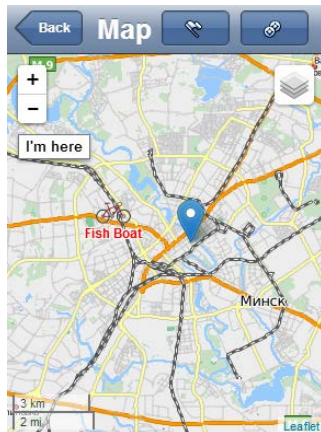 Back
Map
M-9
+
−
I'm here
Fish Boat
Минск
3 km
2 mi
Leaflet